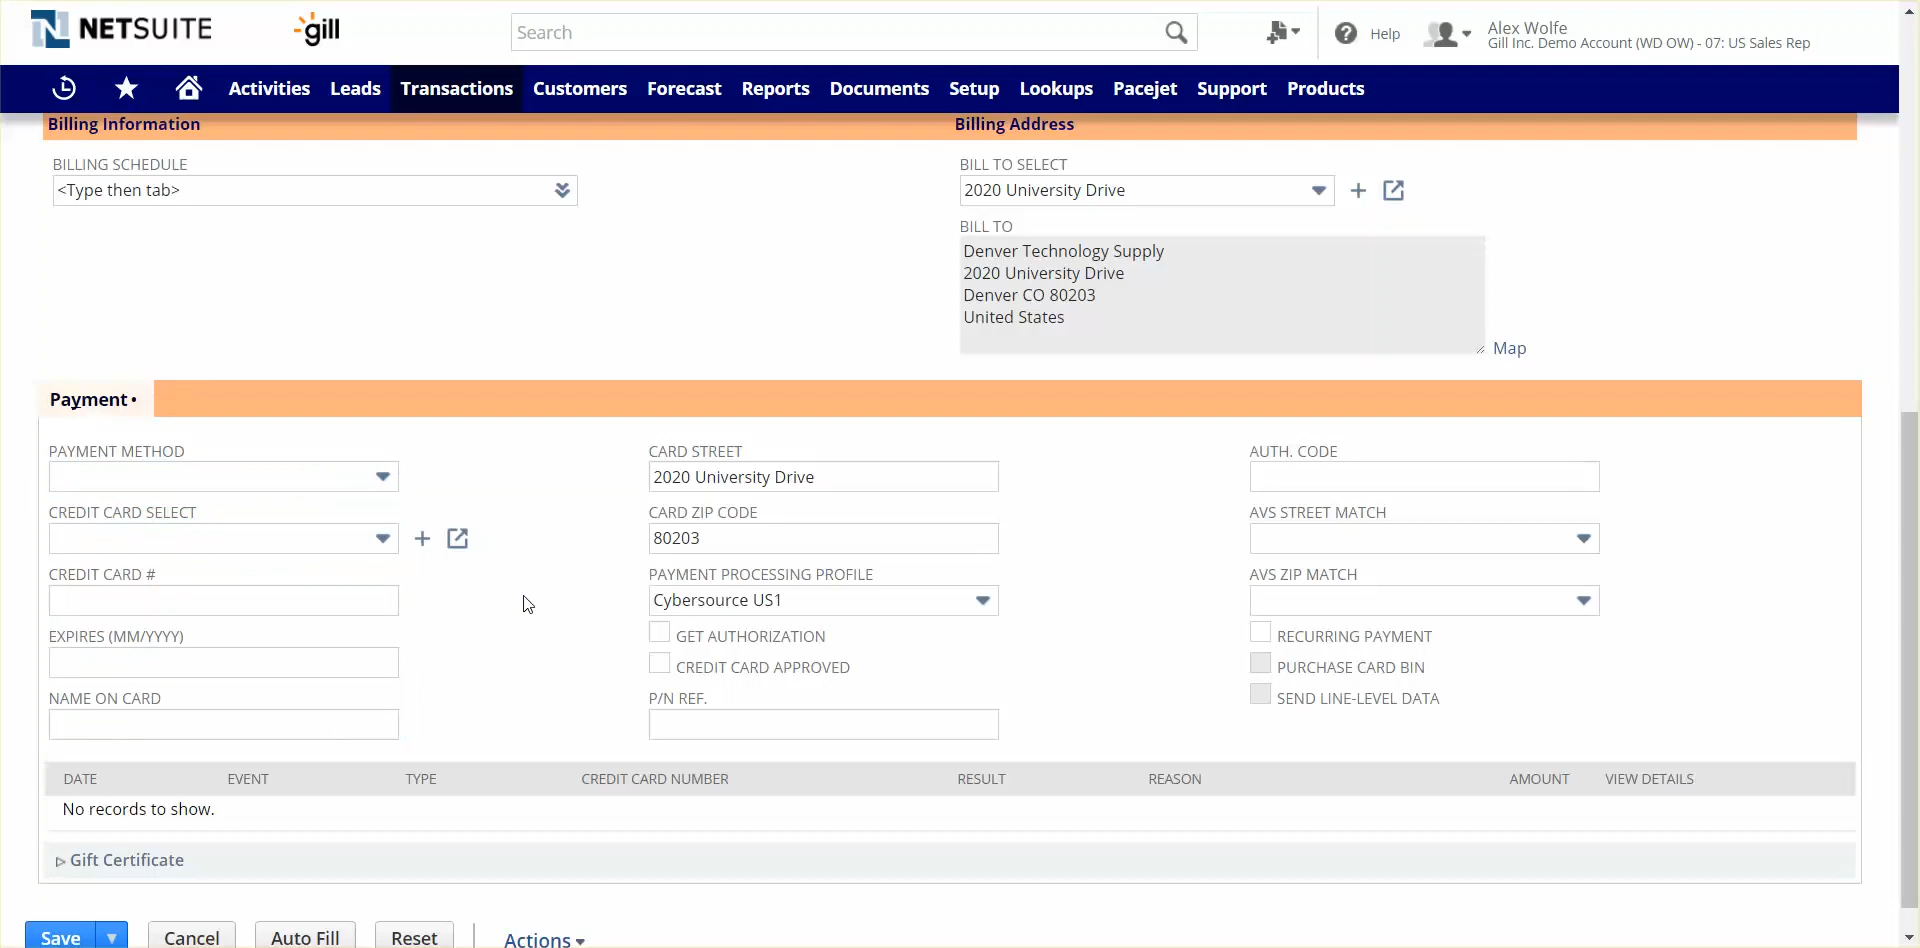 NETSUITE
gill
Search
Help
Alex Wolfe
Gill Inc. Demo Account (WD OW) - 07: US Sales Rep
Activities Leads Transactions Customers Forecast Reports Documents Setup Lookups Pacejet Support Products
Billing Information
Billing Address
BILLING SCHEDULE
<Type then tab>
BILL TO SELECT
2020 University Drive
BILL TO
Denver Technology Supply
2020 University Drive
Denver CO 80203
United States
Map
Payment •
PAYMENT METHOD
CREDIT CARD SELECT
CREDIT CARD #
EXPIRES (MM/YYYY)
NAME ON CARD
CARD STREET
2020 University Drive
CARD ZIP CODE
80203
PAYMENT PROCESSING PROFILE
Cybersource US1
GET AUTHORIZATION
CREDIT CARD APPROVED
P/N REF.
AUTH. CODE
AVS STREET MATCH
AVS ZIP MATCH
RECURRING PAYMENT
PURCHASE CARD BIN
SEND LINE-LEVEL DATA
DATE EVENT TYPE CREDIT CARD NUMBER RESULT REASON AMOUNT VIEW DETAILS
No records to show.
Gift Certificate
Save Cancel Auto Fill Reset Actions